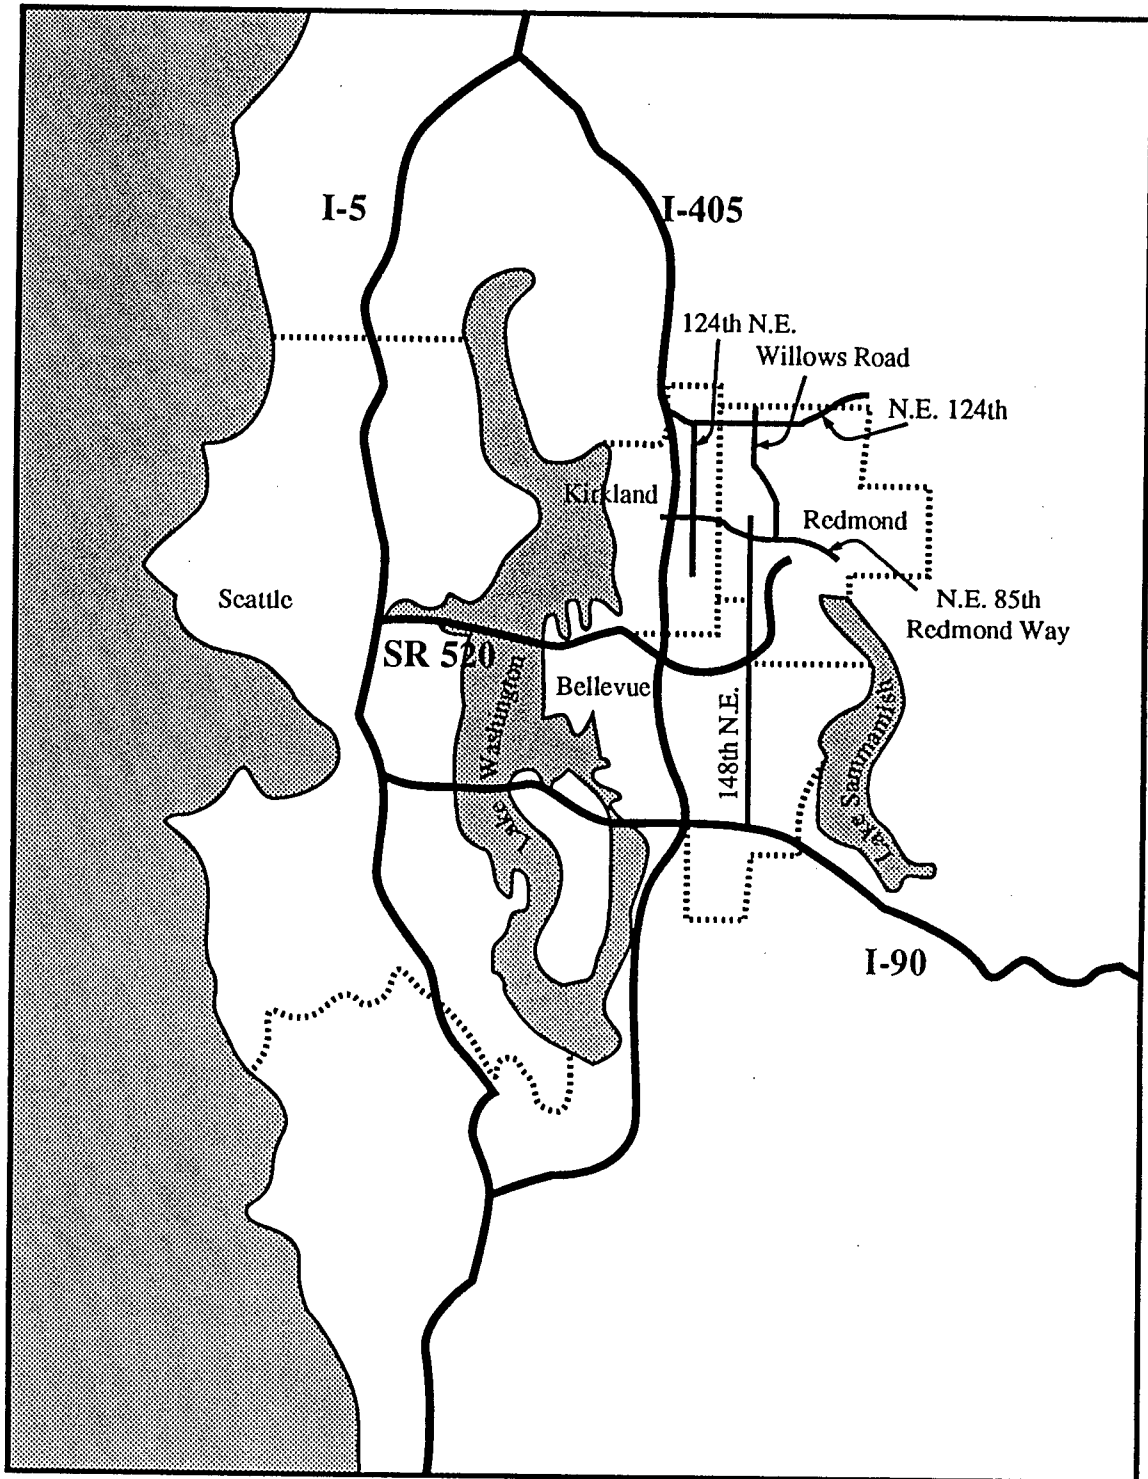 I-5
I-405
124th N.E.
Willows Road
N.E. 124th
Kirkland
Redmond
Seattle
N.E. 85th
Redmond Way
SR 520
Bellevue
Lake Washington
148th N.E.
Lake Sammamish
I-90